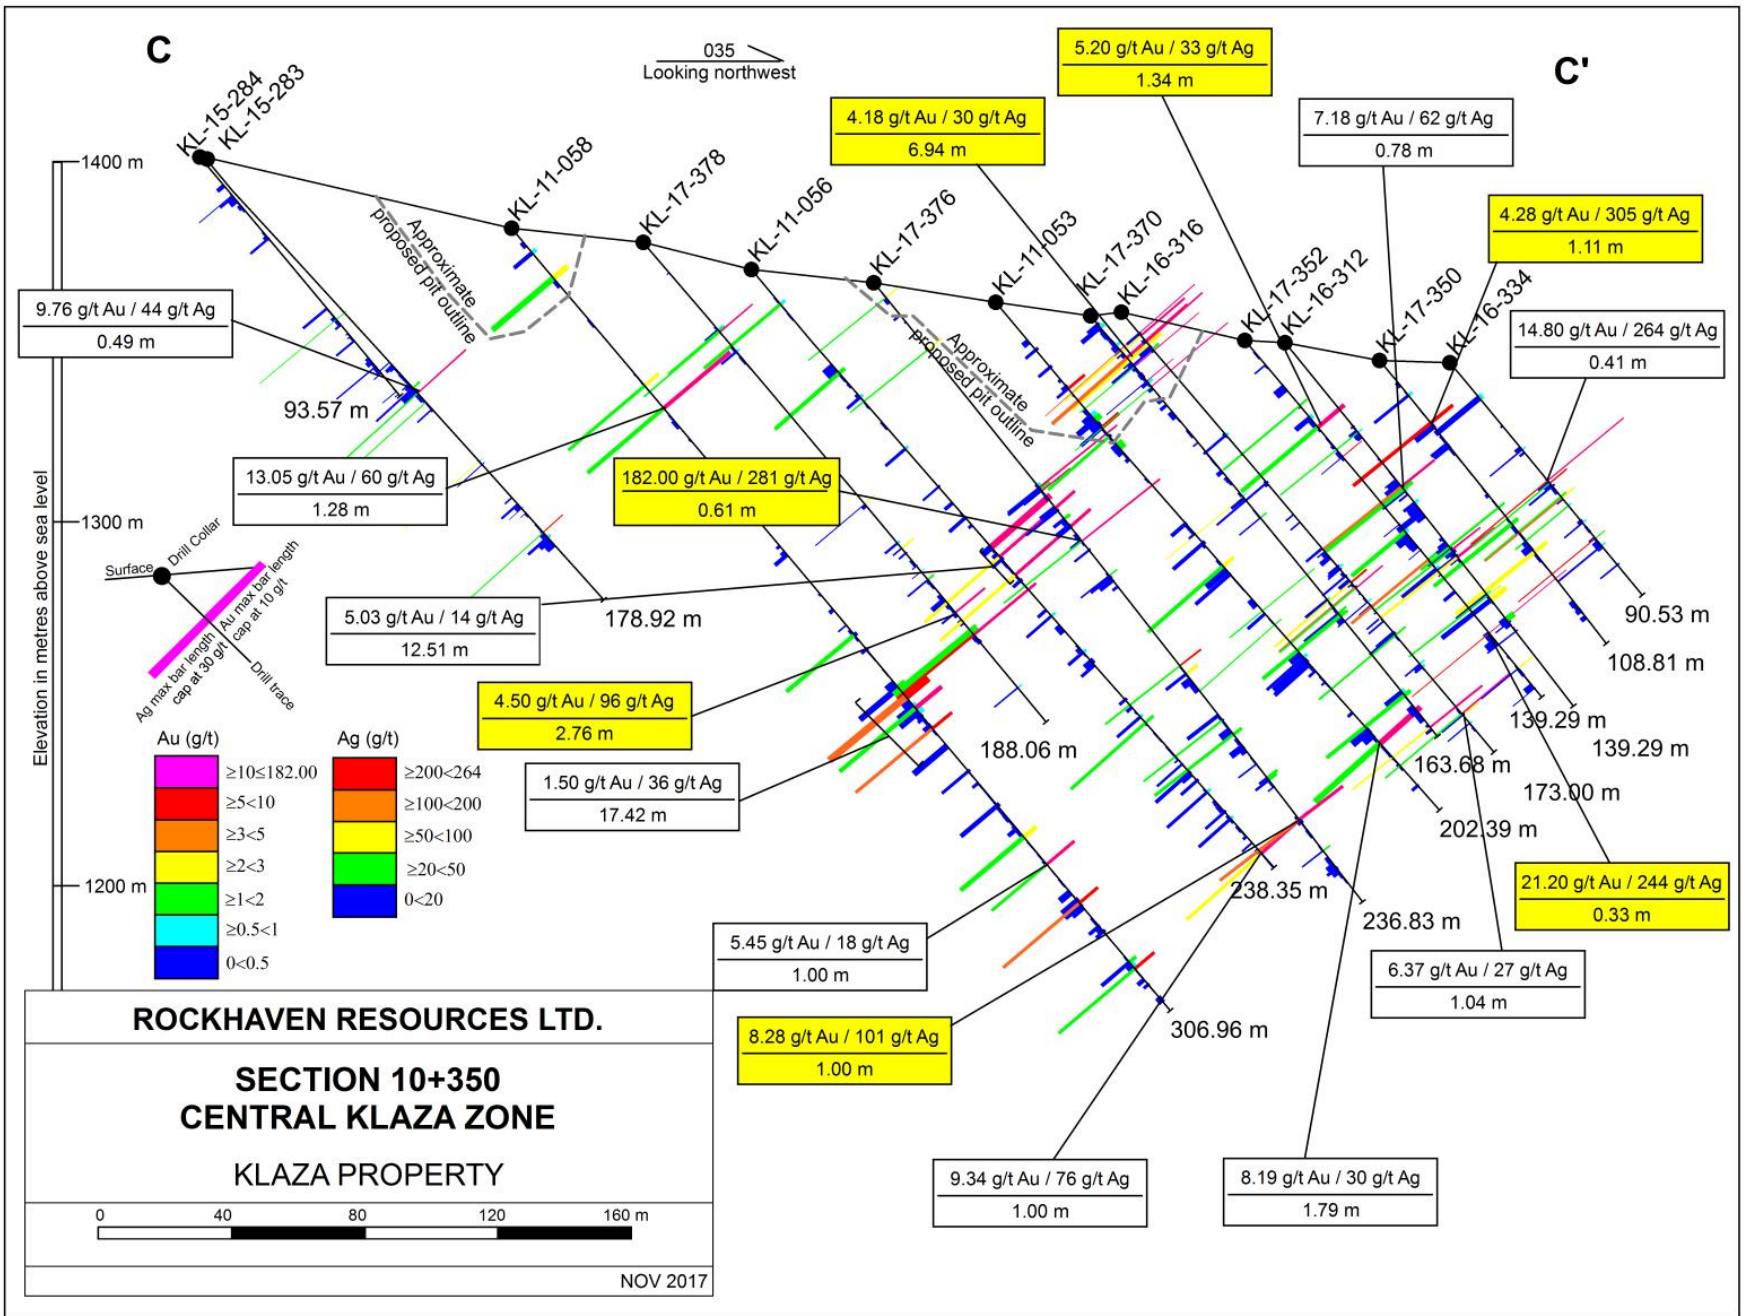 C
035
Looking northwest
C'
KL-15-284
KL-15-283
KL-11-058
KL-17-378
KL-11-056
KL-17-376
KL-11-053
KL-17-370
KL-16-316
KL-17-352
KL-16-312
KL-17-350
KL-16-334
5.20 g/t Au / 33 g/t Ag
1.34 m
4.18 g/t Au / 30 g/t Ag
6.94 m
7.18 g/t Au / 62 g/t Ag
0.78 m
4.28 g/t Au / 305 g/t Ag
1.11 m
14.80 g/t Au / 264 g/t Ag
0.41 m
9.76 g/t Au / 44 g/t Ag
0.49 m
13.05 g/t Au / 60 g/t Ag
1.28 m
182.00 g/t Au / 281 g/t Ag
0.61 m
5.03 g/t Au / 14 g/t Ag
12.51 m
4.50 g/t Au / 96 g/t Ag
2.76 m
1.50 g/t Au / 36 g/t Ag
17.42 m
5.45 g/t Au / 18 g/t Ag
1.00 m
8.28 g/t Au / 101 g/t Ag
1.00 m
9.34 g/t Au / 76 g/t Ag
1.00 m
8.19 g/t Au / 30 g/t Ag
1.79 m
6.37 g/t Au / 27 g/t Ag
1.04 m
21.20 g/t Au / 244 g/t Ag
0.33 m
Approximate
proposed pit outline
Approximate
proposed pit outline
93.57 m
178.92 m
188.06 m
306.96 m
238.35 m
236.83 m
202.39 m
173.00 m
163.68 m
139.29 m
139.29 m
108.81 m
90.53 m
Elevation in metres above sea level
1400 m
1300 m
1200 m
Surface
Drill Collar
Au max bar length
cap at 10 g/t
Ag max bar length
cap at 30 g/t
Drill trace
Au (g/t)
≥10≤182.00
≥5<10
≥3<5
≥2<3
≥1<2
≥0.5<1
0<0.5
Ag (g/t)
≥200<264
≥100<200
≥50<100
≥20<50
0<20
ROCKHAVEN RESOURCES LTD.
SECTION 10+350
CENTRAL KLAZA ZONE
KLAZA PROPERTY
0 40 80 120 160 m
NOV 2017